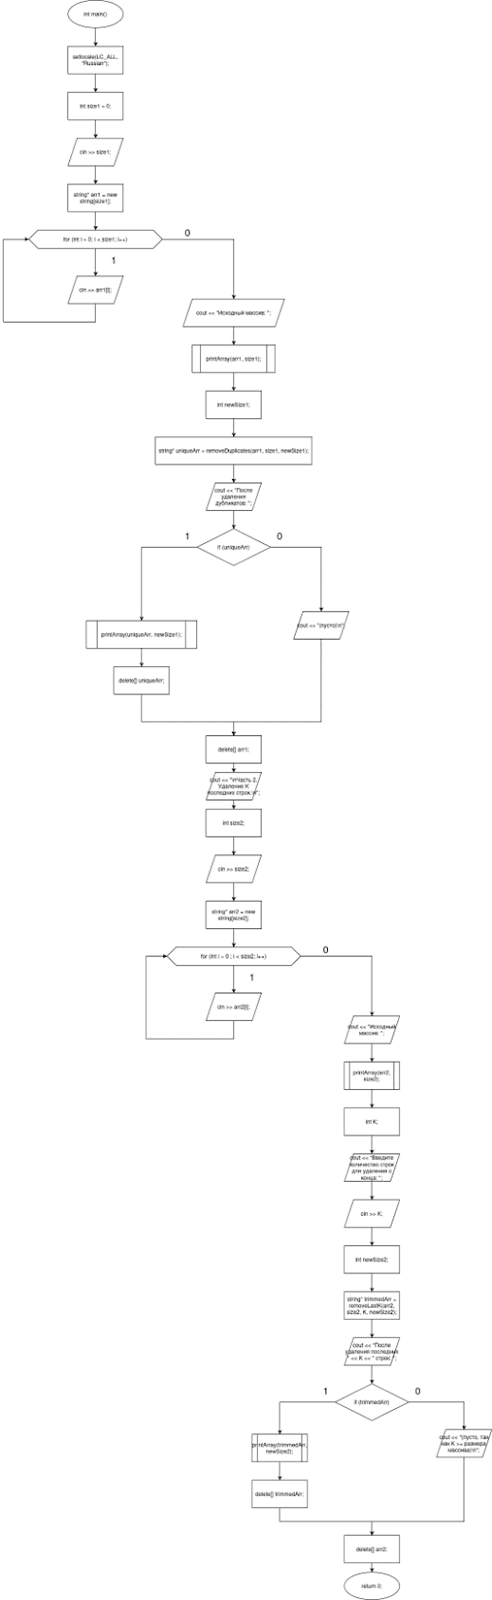 int main()
setlocale(LC_ALL,
"Russian");
int size1 = 0;
cin >> size1;
string* arr1 = new
string[size1];
for (int i = 0; i < size1; i++)
0
1
cin >> arr1[i];
cout << "Исходный массив: ";
printArray(arr1, size1);
int newSize1;
string* uniqueArr = removeDuplicates(arr1, size1, newSize1);
cout << "После
удаления
дубликатов: ";
if (uniqueArr)
1
0
printArray(uniqueArr, newSize1);
cout << "(пусто)\n";
delete[] uniqueArr;
delete[] arr1;
cout << "\nЧасть 2.
Удаление K
последних строк.\n";
int size2;
cin >> size2;
string* arr2 = new
string[size2];
for (int i = 0 ; i < size2; i++)
0
1
cin >> arr2[i];
cout << "Исходный
массив: ";
printArray(arr2,
size2);
int K;
cout << "Введите
количество строк
для удаления с
конца: ";
cin >> K;
int newSize2;
string* trimmedArr =
removeLastK(arr2,
size2, K, newSize2);
cout << "После
удаления последних
" << K << " строк: ";
if (trimmedArr)
1
0
printArray(trimmedArr,
newSize2);
cout << "(пусто, так
как K >= размера
массива)\n";
delete[] trimmedArr;
delete[] arr2;
return 0;